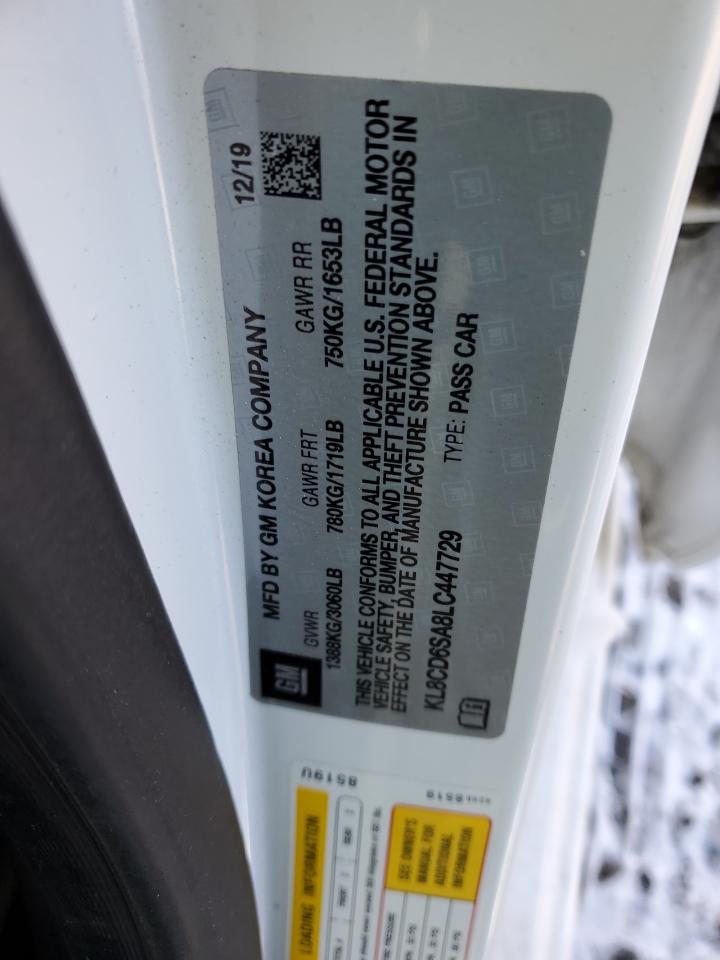 MFD BY GM KOREA COMPANY 12/19
GVWR GAWR FRT GAWR RR
1388KG/3060LB 780KG/1719LB 750KG/1653LB
THIS VEHICLE CONFORMS TO ALL APPLICABLE U.S. FEDERAL MOTOR
VEHICLE SAFETY, BUMPER, AND THEFT PREVENTION STANDARDS IN
EFFECT ON THE DATE OF MANUFACTURE SHOWN ABOVE.
KL8CD6SA8LC447729 TYPE: PASS CAR
GM
8S19U
LOADING INFORMATION
SEE OWNER'S
MANUAL FOR
ADDITIONAL
INFORMATION